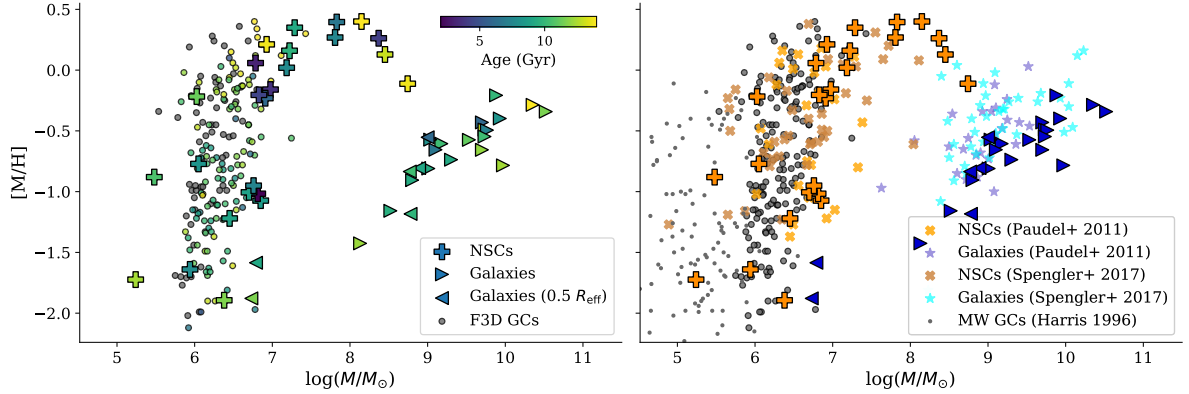 0.5
0.0
−0.5
−1.0
−1.5
−2.0
[M/H]
5
6
7
8
9
10
11
log(M/M⊙)
5
10
Age (Gyr)
NSCs
Galaxies
Galaxies (0.5 Reff)
F3D GCs
5
6
7
8
9
10
11
log(M/M⊙)
NSCs (Paudel+ 2011)
Galaxies (Paudel+ 2011)
NSCs (Spengler+ 2017)
Galaxies (Spengler+ 2017)
MW GCs (Harris 1996)